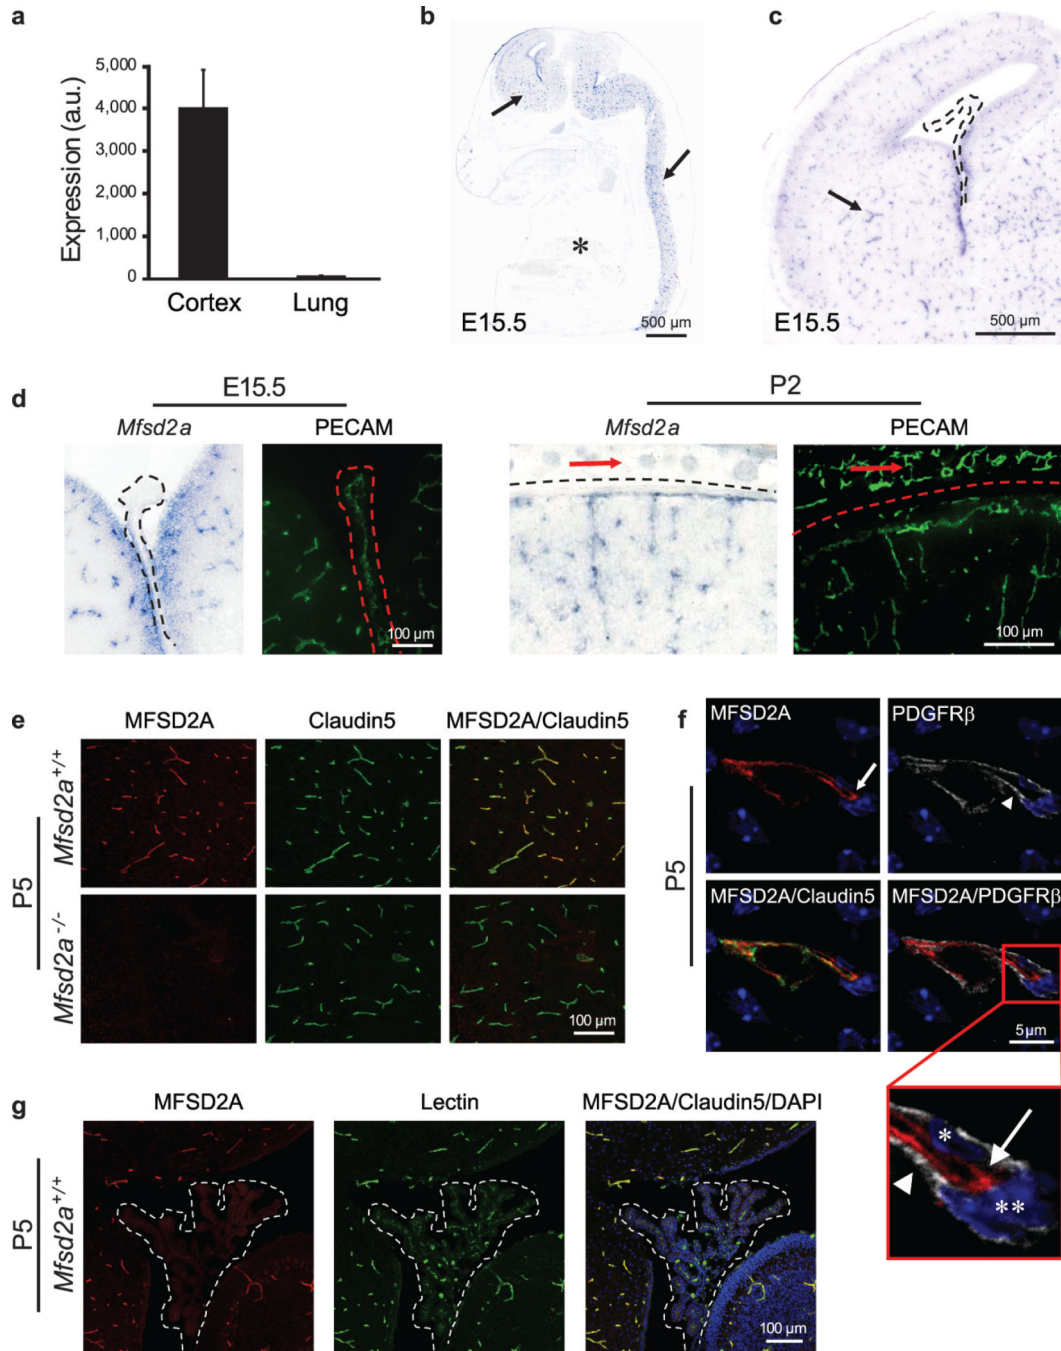 a
5,000
4,000
3,000
2,000
1,000
0
Expression (a.u.)
Cortex
Lung
b
*
E15.5
500 µm
c
E15.5
500 µm
d
E15.5
Mfsd2a
PECAM
100 µm
P2
Mfsd2a
PECAM
100 µm
e
MFSD2A
Claudin5
MFSD2A/Claudin5
P5
Mfsd2a+/+
Mfsd2a-/-
100 µm
f
MFSD2A
PDGFRβ
P5
MFSD2A/Claudin5
MFSD2A/PDGFRβ
5µm
*
**
g
MFSD2A
Lectin
MFSD2A/Claudin5/DAPI
P5
Mfsd2a+/+
100 µm